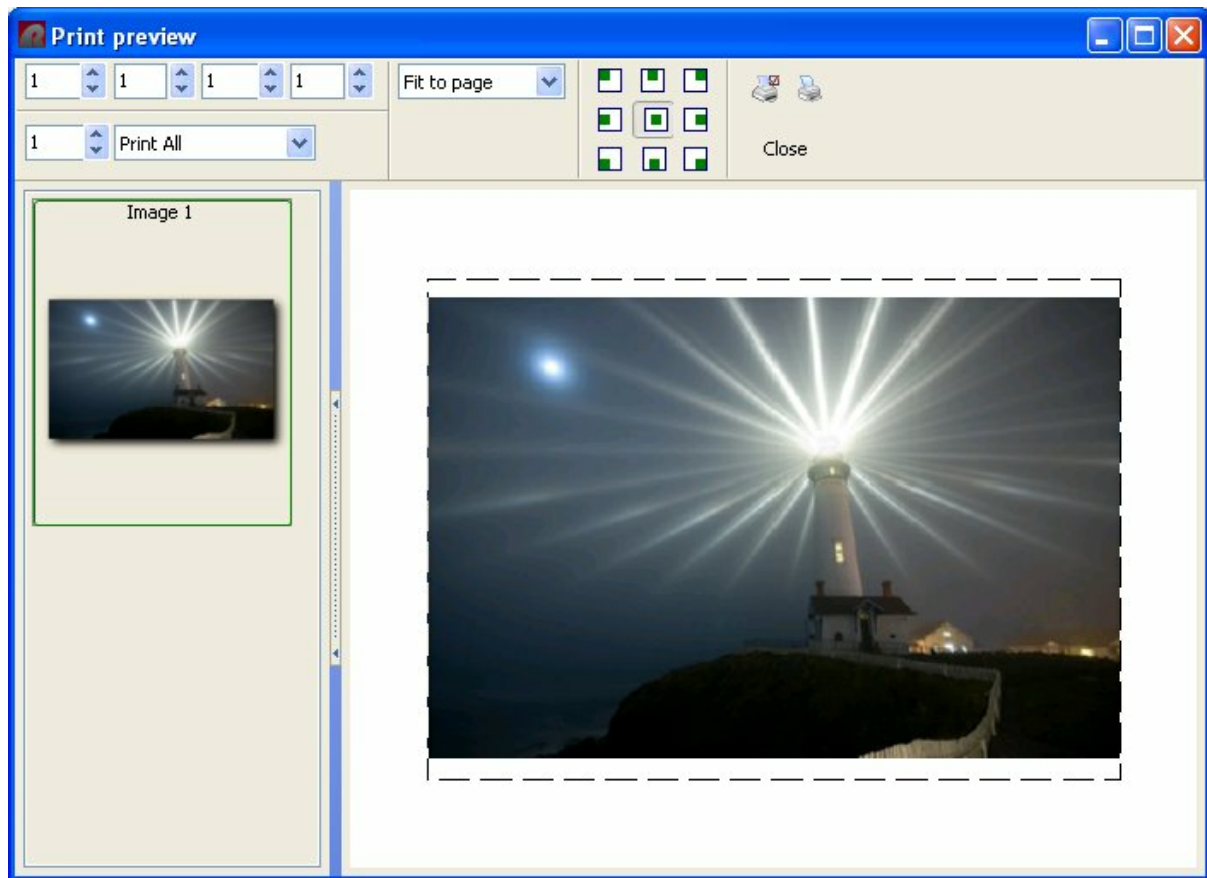 Print preview
1 1 1 1 Fit to page
1 Print All
Close
Image 1